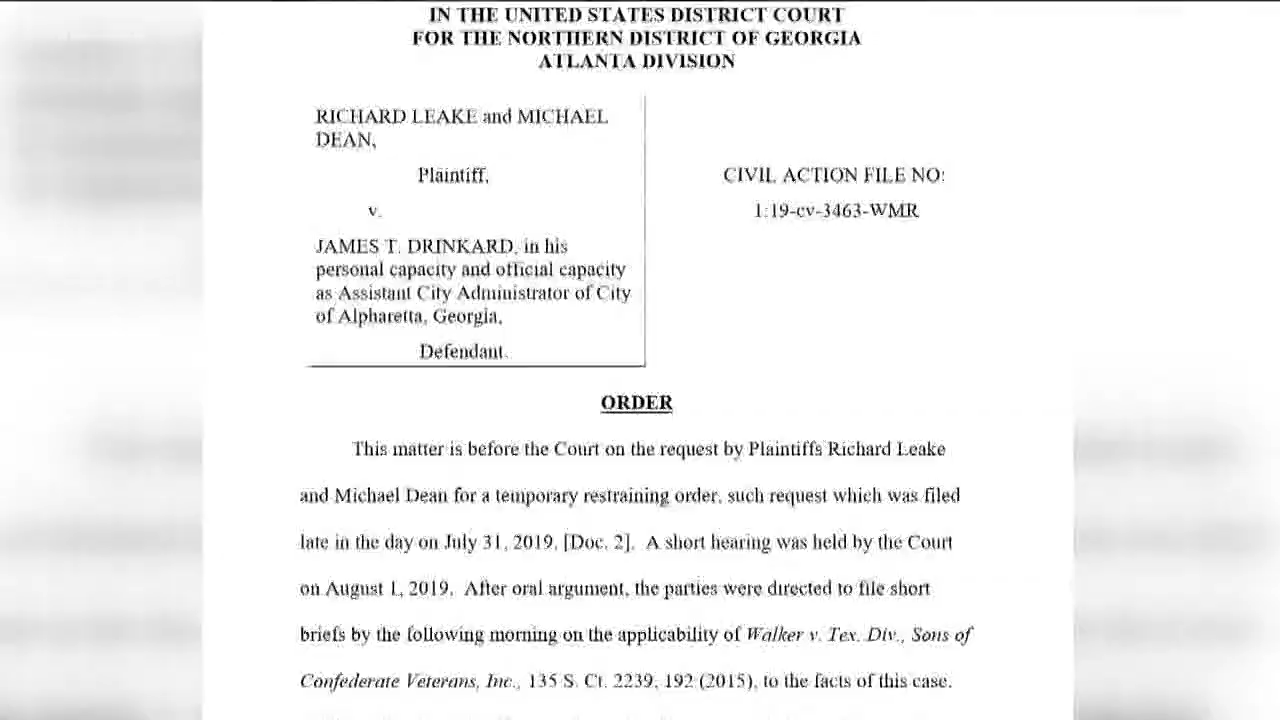 IN THE UNITED STATES DISTRICT COURT
FOR THE NORTHERN DISTRICT OF GEORGIA
ATLANTA DIVISION
RICHARD LEAKE and MICHAEL
DEAN,
Plaintiff,
v.
JAMES T. DRINKARD, in his
personal capacity and official capacity
as Assistant City Administrator of City
of Alpharetta, Georgia,
Defendant.
CIVIL ACTION FILE NO:
1:19-cv-3463-WMR
ORDER
This matter is before the Court on the request by Plaintiffs Richard Leake
and Michael Dean for a temporary restraining order, such request which was filed
late in the day on July 31, 2019. [Doc. 2]. A short hearing was held by the Court
on August 1, 2019. After oral argument, the parties were directed to file short
briefs by the following morning on the applicability of Walker v. Tex. Div., Sons of
Confederate Veterans, Inc., 135 S. Ct. 2239, 192 (2015), to the facts of this case.